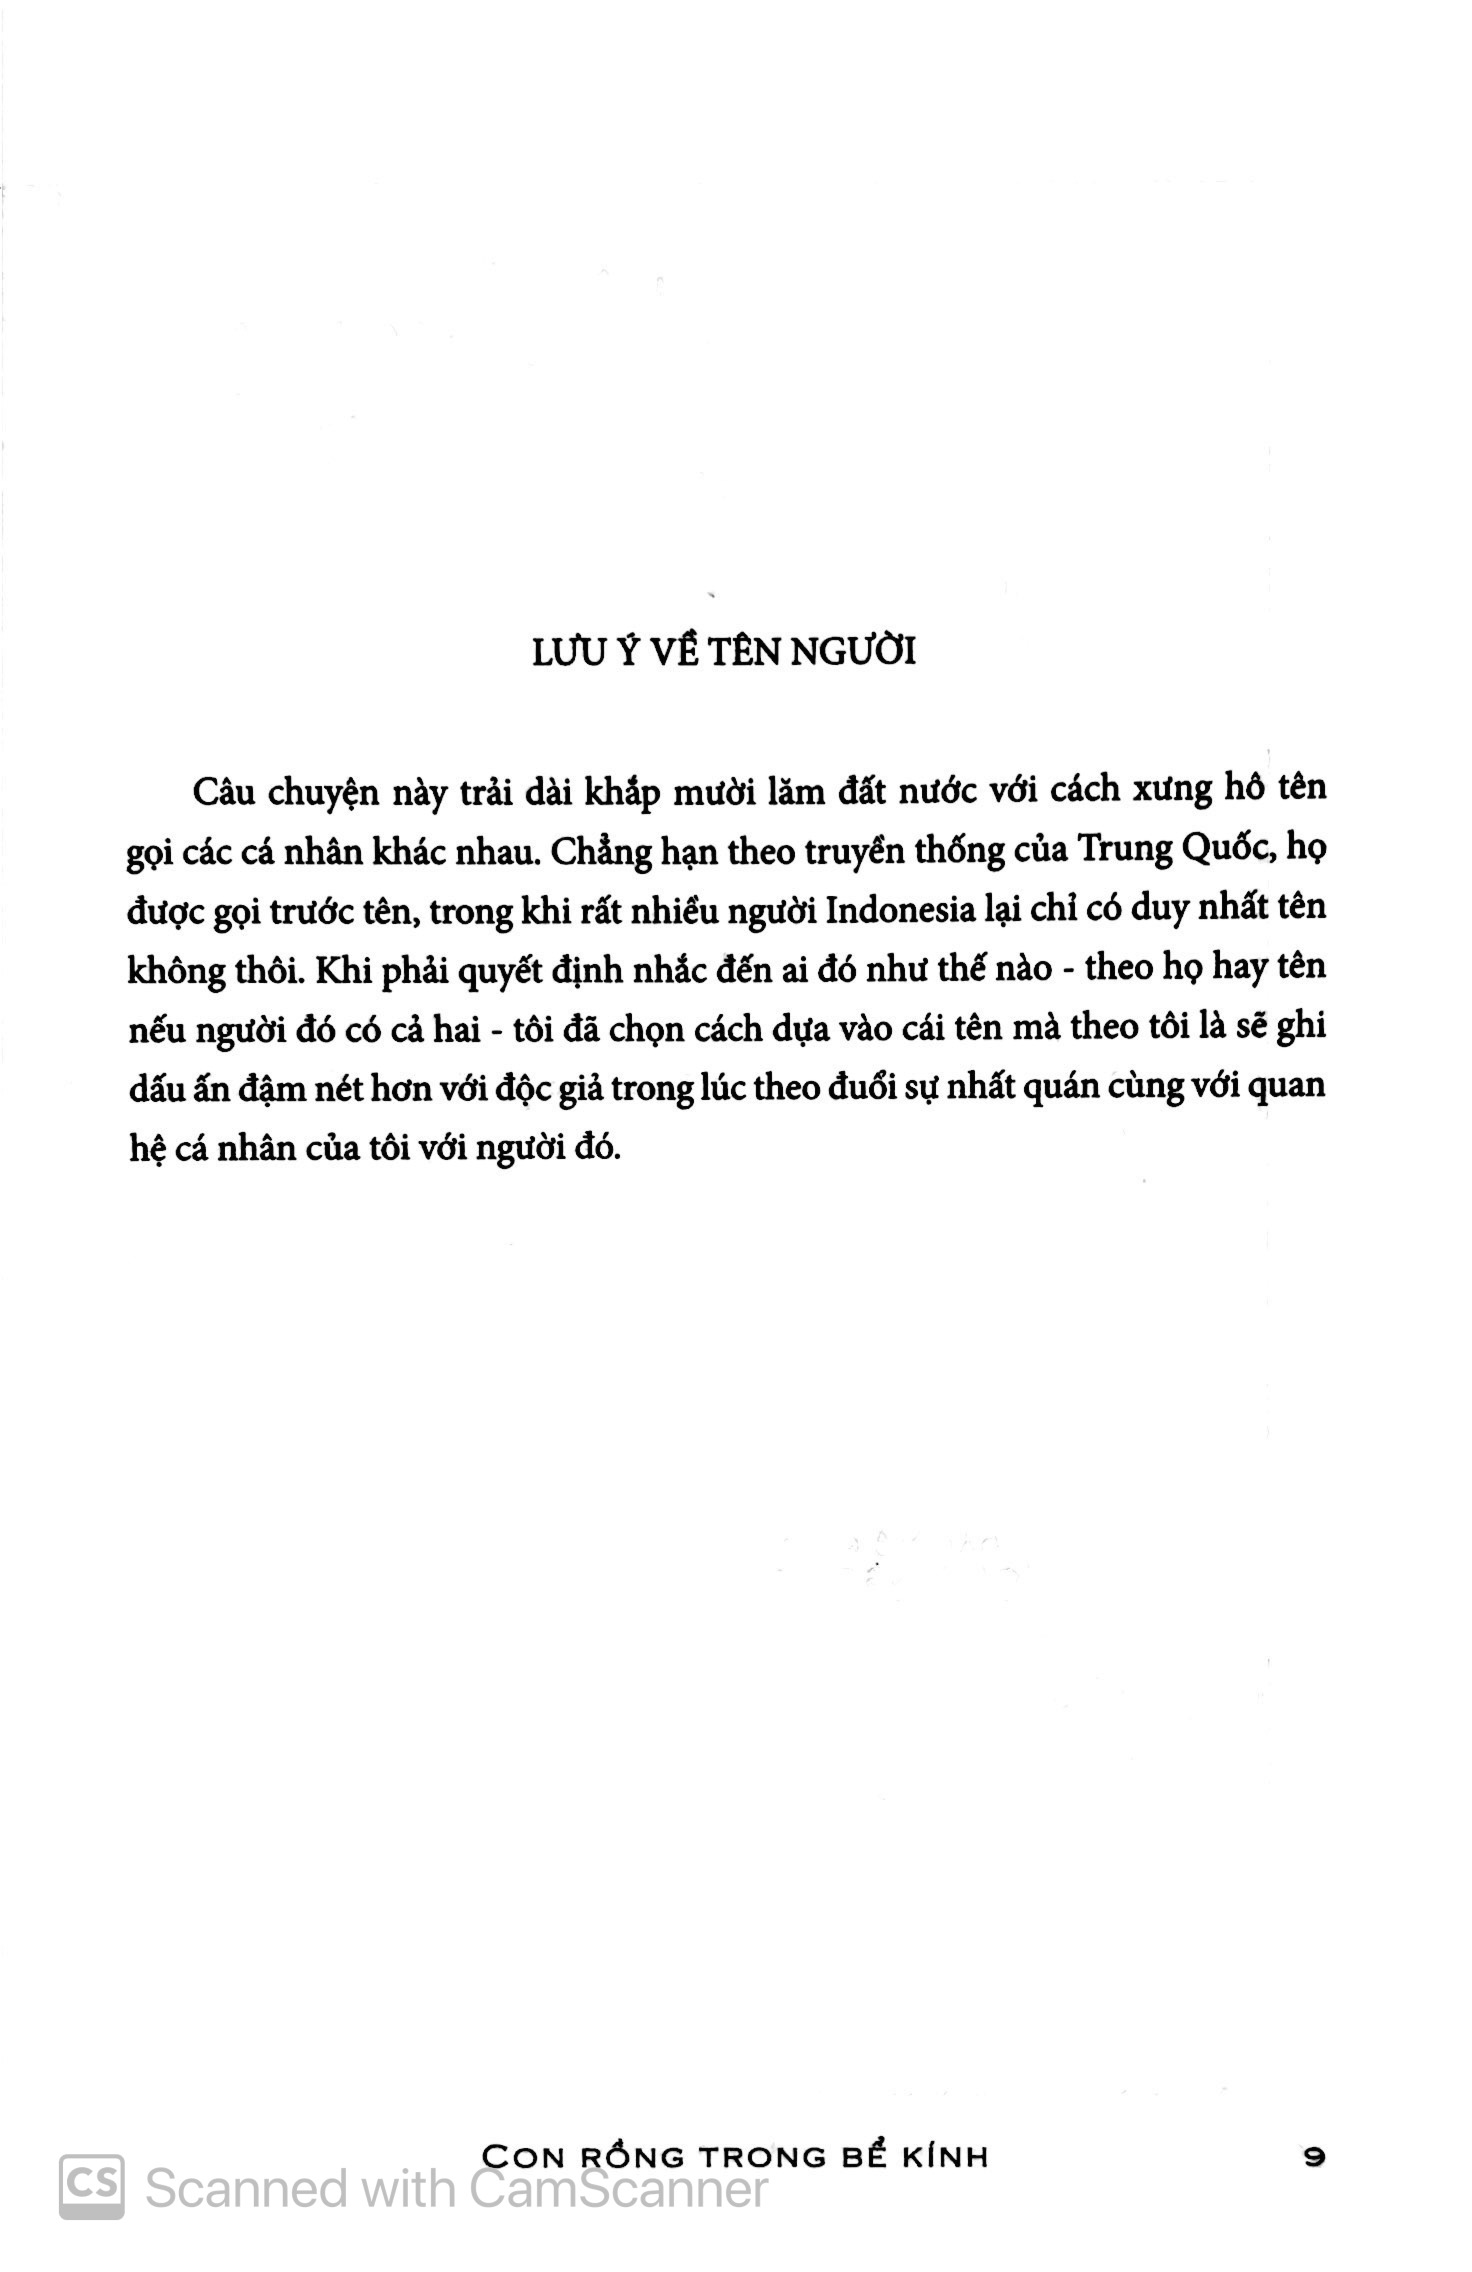 LƯU Ý VỀ TÊN NGƯỜI
Câu chuyện này trải dài khắp mười lăm đất nước với cách xưng hô tên
gọi các cá nhân khác nhau. Chẳng hạn theo truyền thống của Trung Quốc, họ
được gọi trước tên, trong khi rất nhiều người Indonesia lại chỉ có duy nhất tên
không thôi. Khi phải quyết định nhắc đến ai đó như thế nào - theo họ hay tên
nếu người đó có cả hai - tôi đã chọn cách dựa vào cái tên mà theo tôi là sẽ ghi
dấu ấn đậm nét hơn với độc giả trong lúc theo đuổi sự nhất quán cùng với quan
hệ cá nhân của tôi với người đó.
CON RỒNG TRONG BỂ KÍNH 9
CS Scanned with CamScanner